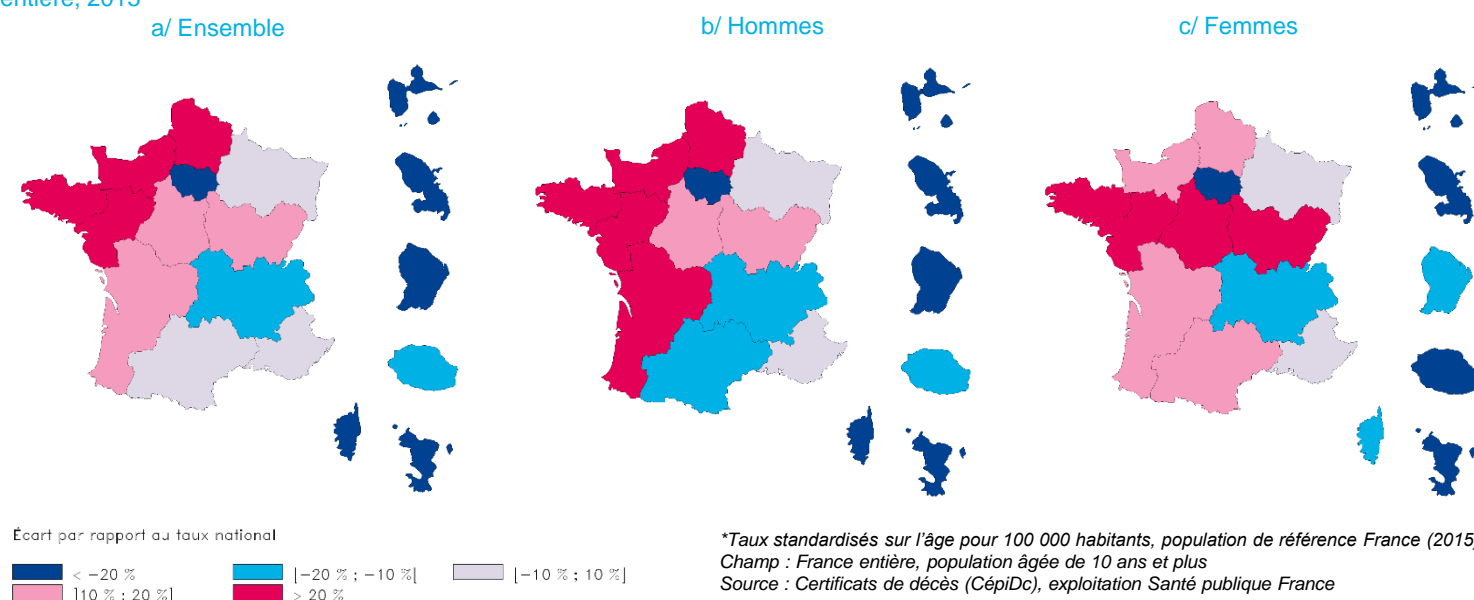 entière, 2015
a/ Ensemble
b/ Hommes
c/ Femmes
Écart par rapport au taux national
< -20 %
[-20 % ; -10 %[
[-10 % ; 10 %]
]10 % ; 20 %]
> 20 %
*Taux standardisés sur l'âge pour 100 000 habitants, population de référence France (2015)
Champ : France entière, population âgée de 10 ans et plus
Source : Certificats de décès (CépiDc), exploitation Santé publique France